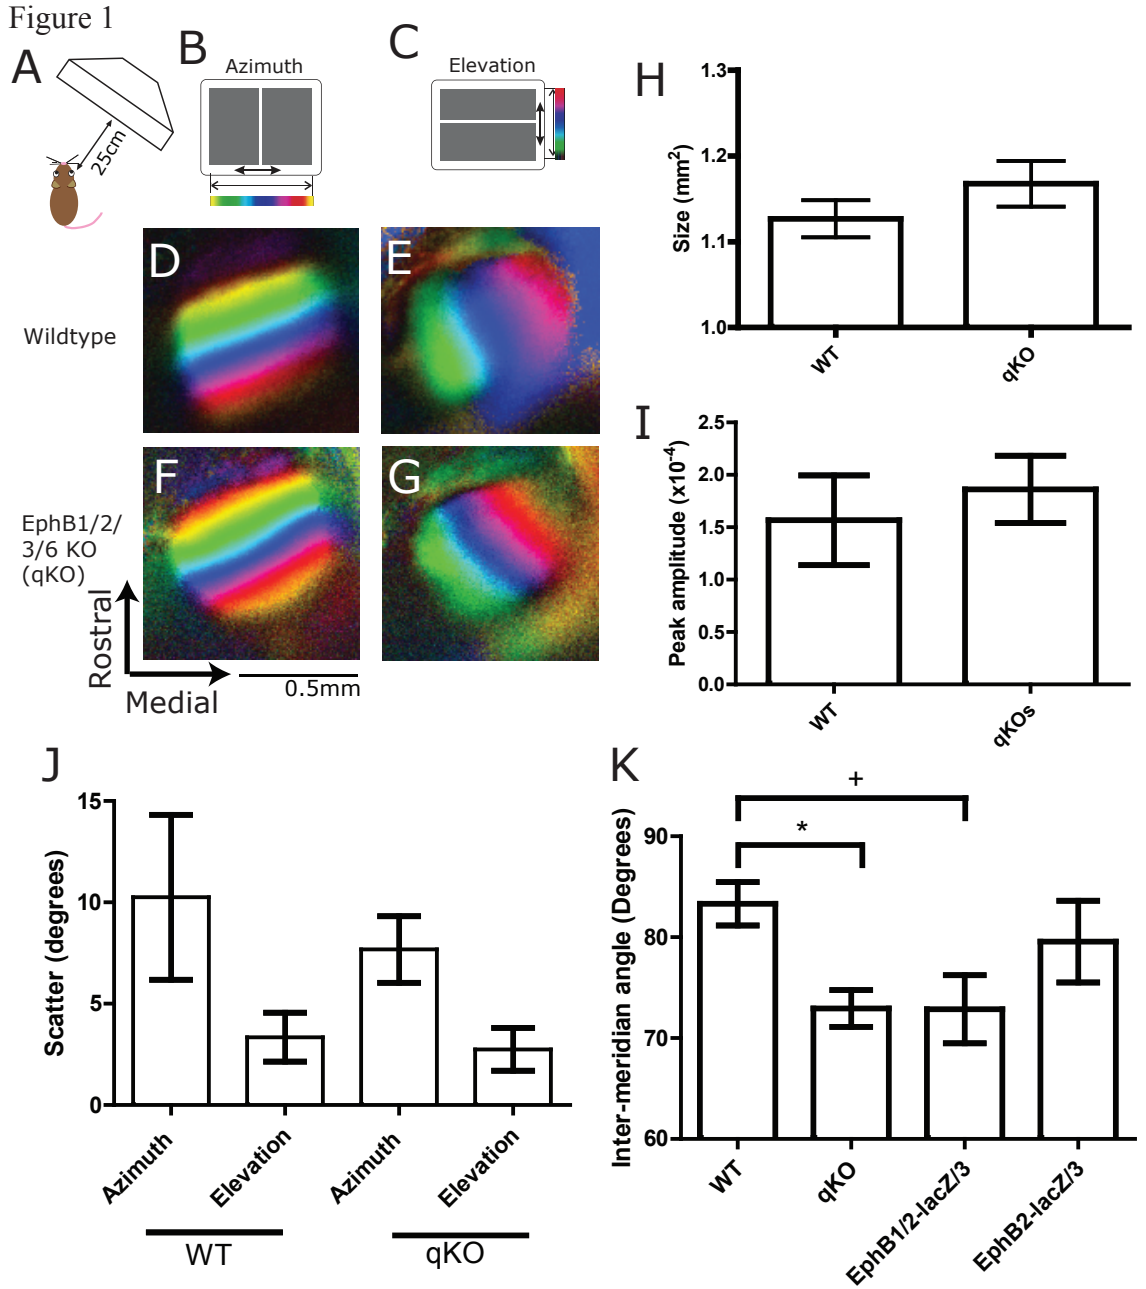 Figure 1
A
25cm
B
Azimuth
C
Elevation
Wildtype
D
E
EphB1/2/
3/6 KO
(qKO)
F
G
Rostral
Medial
0.5mm
H
Size (mm²)
1.3
1.2
1.1
1.0
WT
qKO
I
Peak amplitude (x10⁻⁴)
2.5
2.0
1.5
1.0
0.5
0.0
WT
qKOs
J
Scatter (degrees)
15
10
5
0
Azimuth
Elevation
Azimuth
Elevation
WT
qKO
K
Inter-meridian angle (Degrees)
+
*
90
80
70
60
WT
qKO
EphB1/2-lacZ/3
EphB2-lacZ/3